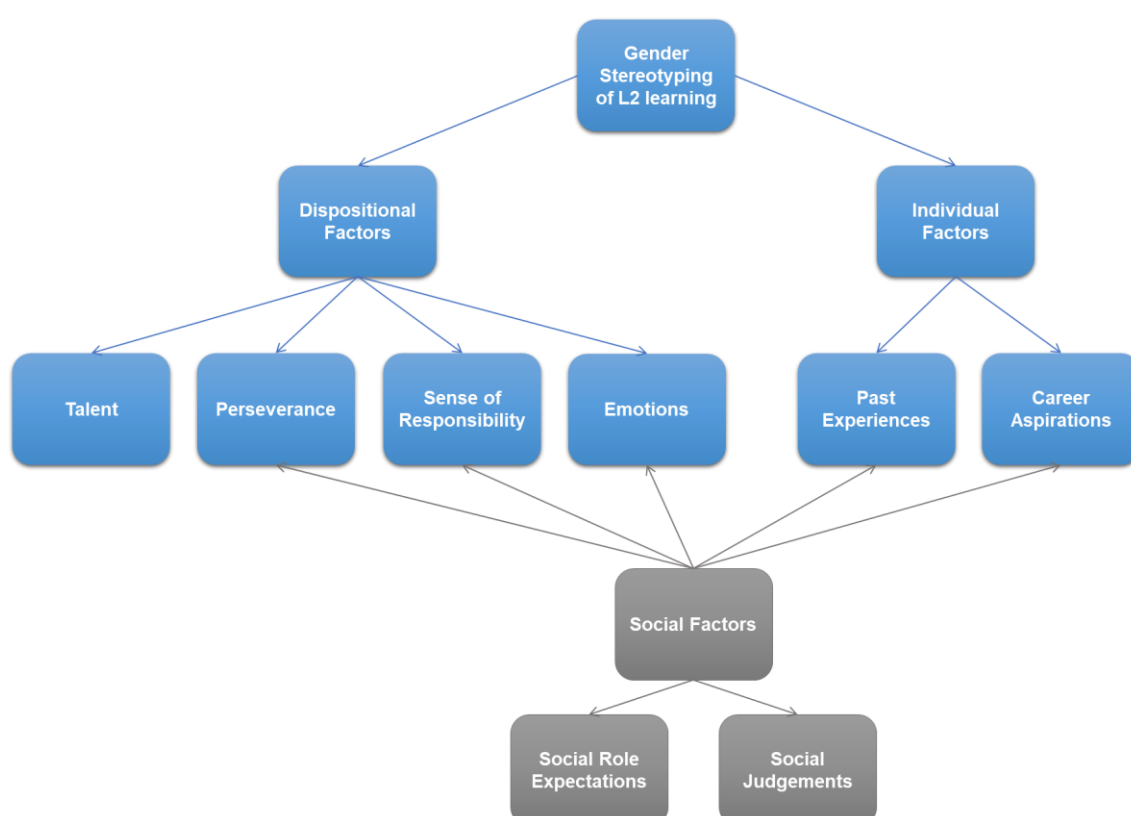 Gender
Stereotyping
of L2 learning
Dispositional
Factors
Individual
Factors
Talent
Perseverance
Sense of
Responsibility
Emotions
Past
Experiences
Career
Aspirations
Social Factors
Social Role
Expectations
Social
Judgements